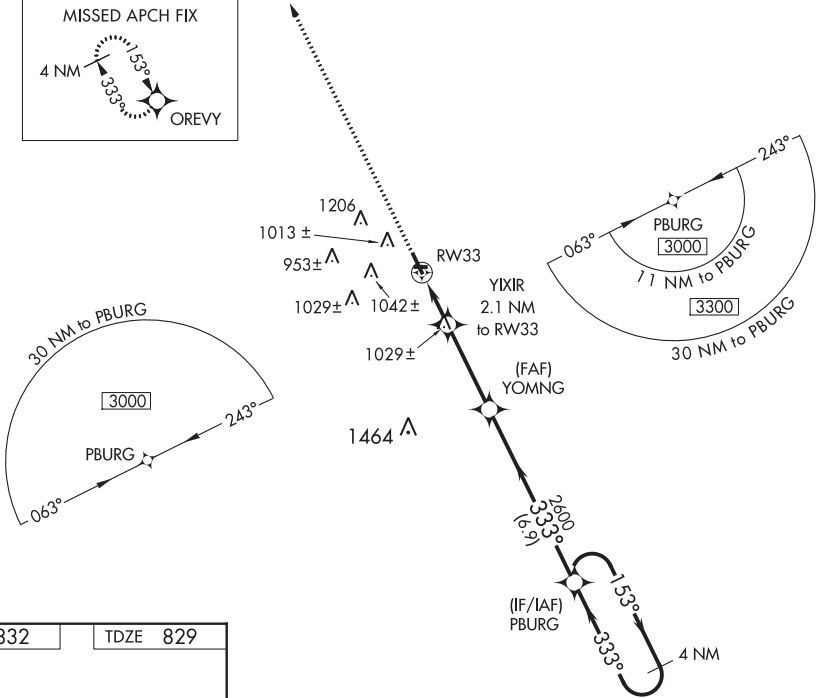 MISSED APCH FIX
4 NM
153°
333°
OREVY
1206
1013 ±
953±
1029±
1042±
RW33
YIXIR
2.1 NM
to RW33
1029±
(FAF)
YOMNG
1464
2600
333°
(6.9)
(IF/IAF)
PBURG
153°
333°
4 NM
243°
063°
PBURG
3000
11 NM to PBURG
3300
30 NM to PBURG
30 NM to PBURG
3000
243°
PBURG
063°
332
TDZE 829